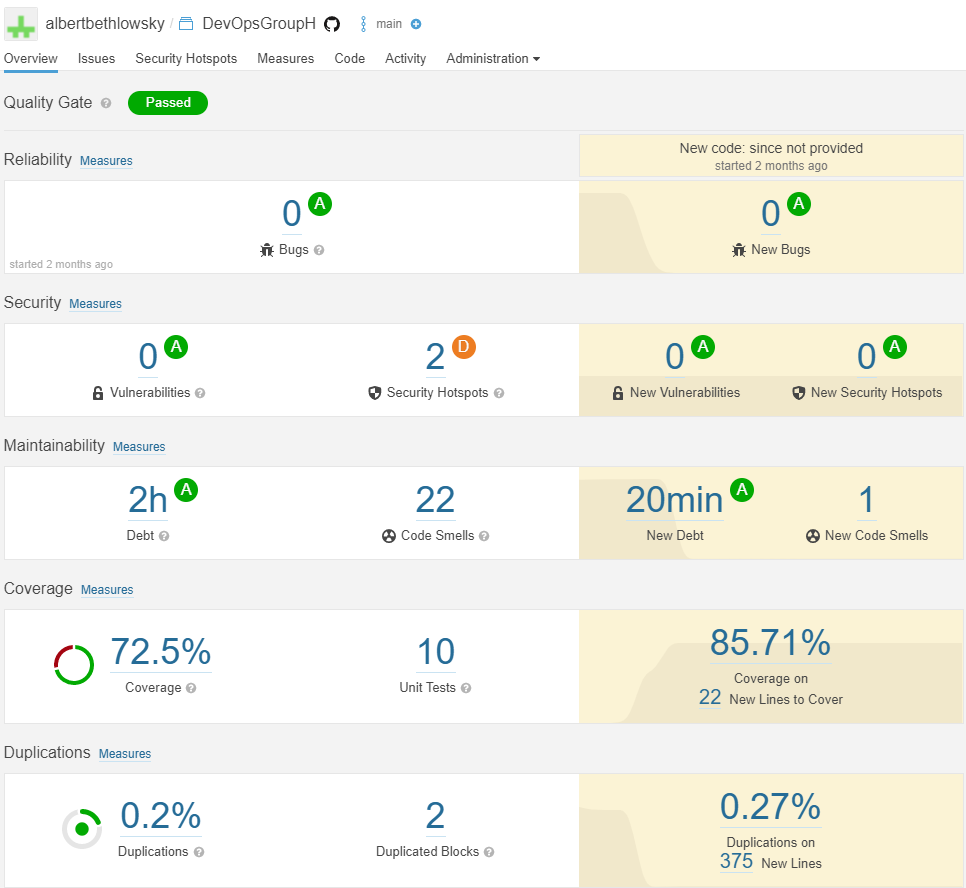 albertbethlowsky / DevOpsGroupH main
Overview Issues Security Hotspots Measures Code Activity Administration
Quality Gate ? Passed
Reliability Measures
New code: since not provided
started 2 months ago
0 A
Bugs ?
started 2 months ago
0 A
New Bugs
Security Measures
0 A
Vulnerabilities ?
2 D
Security Hotspots ?
0 A
New Vulnerabilities
0 A
New Security Hotspots
Maintainability Measures
2h A
Debt ?
22
Code Smells ?
20min A
New Debt
1
New Code Smells
Coverage Measures
72.5%
Coverage ?
10
Unit Tests ?
85.71%
Coverage on
22 New Lines to Cover
Duplications Measures
0.2%
Duplications ?
2
Duplicated Blocks ?
0.27%
Duplications on
375 New Lines